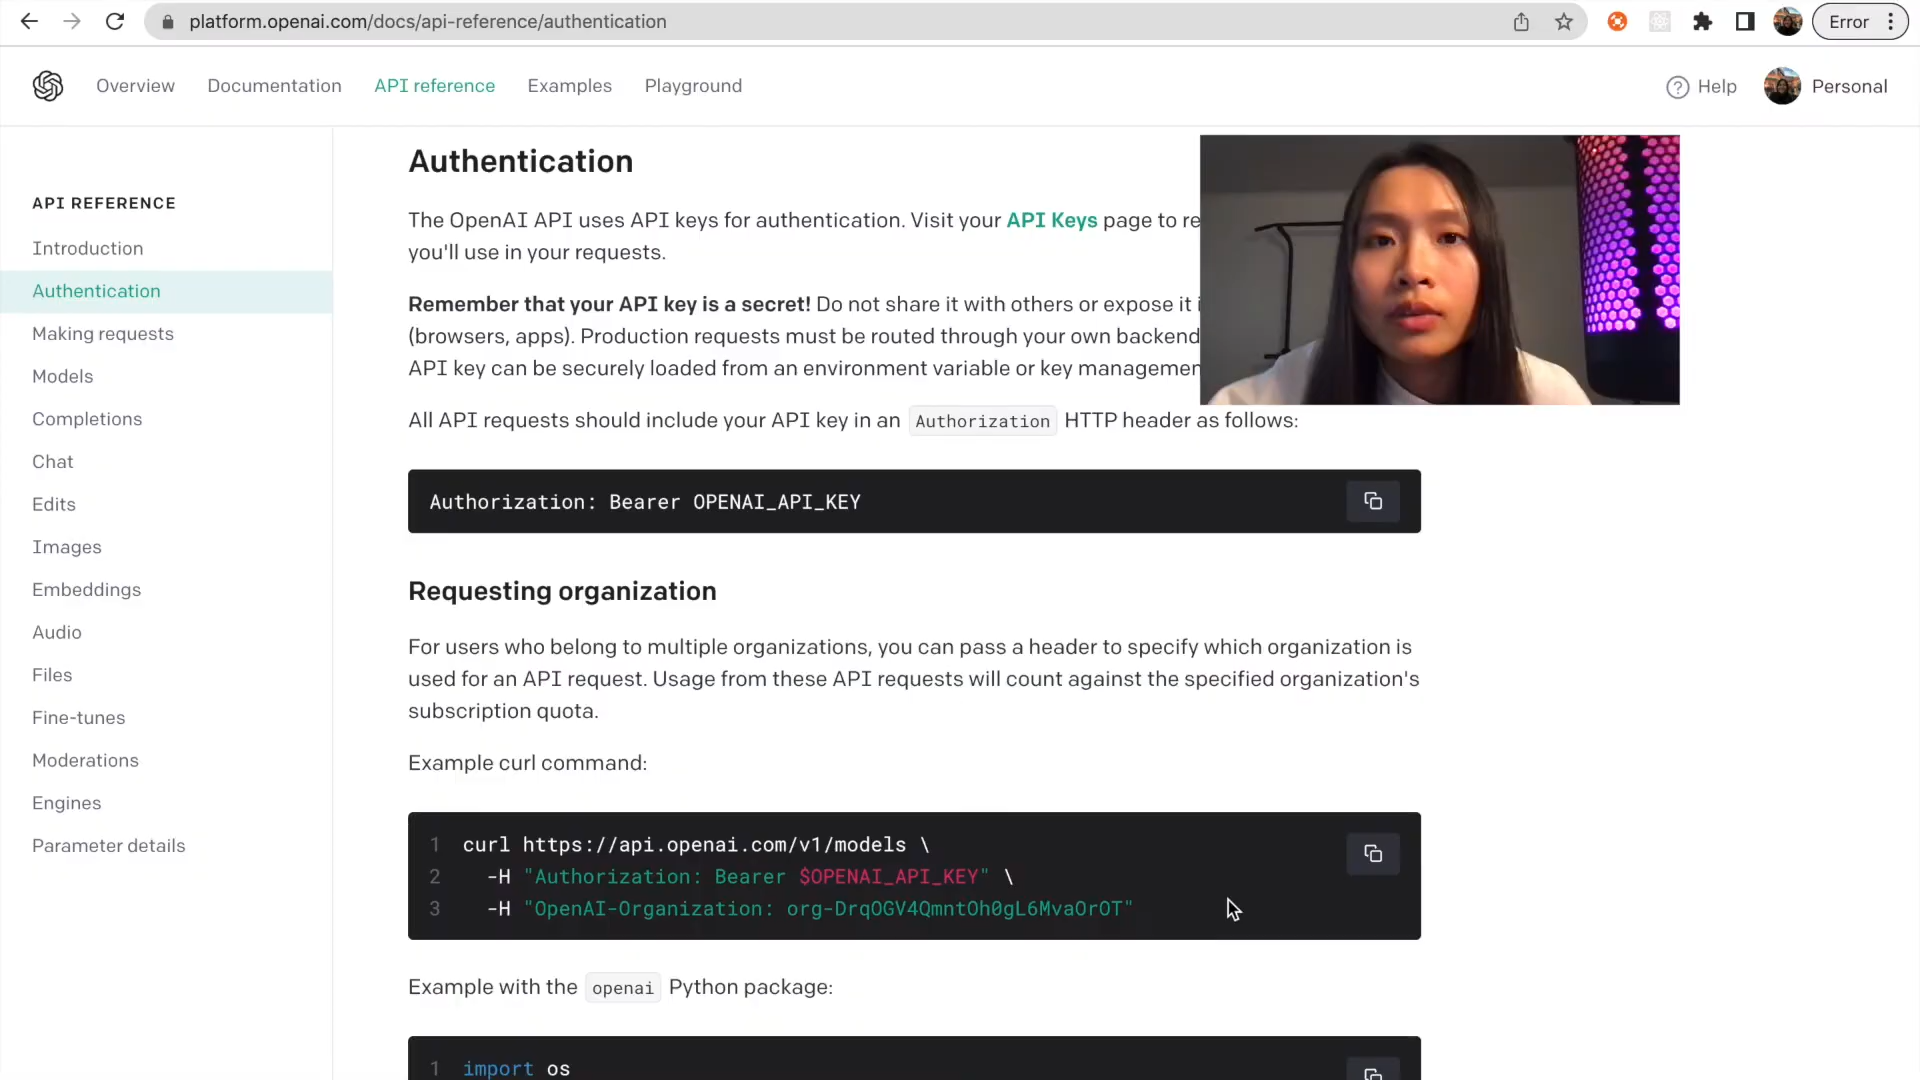 platform.openai.com/docs/api-reference/authentication
Error
Overview
Documentation
API reference
Examples
Playground
Help
Personal
API REFERENCE
Introduction
Authentication
Making requests
Models
Completions
Chat
Edits
Images
Embeddings
Audio
Files
Fine-tunes
Moderations
Engines
Parameter details
Authentication
The OpenAI API uses API keys for authentication. Visit your API Keys page to re
you'll use in your requests.
Remember that your API key is a secret! Do not share it with others or expose it i
(browsers, apps). Production requests must be routed through your own backend
API key can be securely loaded from an environment variable or key managemen
All API requests should include your API key in an Authorization HTTP header as follows:
Authorization: Bearer OPENAI_API_KEY
Requesting organization
For users who belong to multiple organizations, you can pass a header to specify which organization is
used for an API request. Usage from these API requests will count against the specified organization's
subscription quota.
Example curl command:
1 curl https://api.openai.com/v1/models \
2 -H "Authorization: Bearer $OPENAI_API_KEY" \
3 -H "OpenAI-Organization: org-DrqOGV4QmntOh0gL6MvaOrOT"
Example with the openai Python package:
1 import os